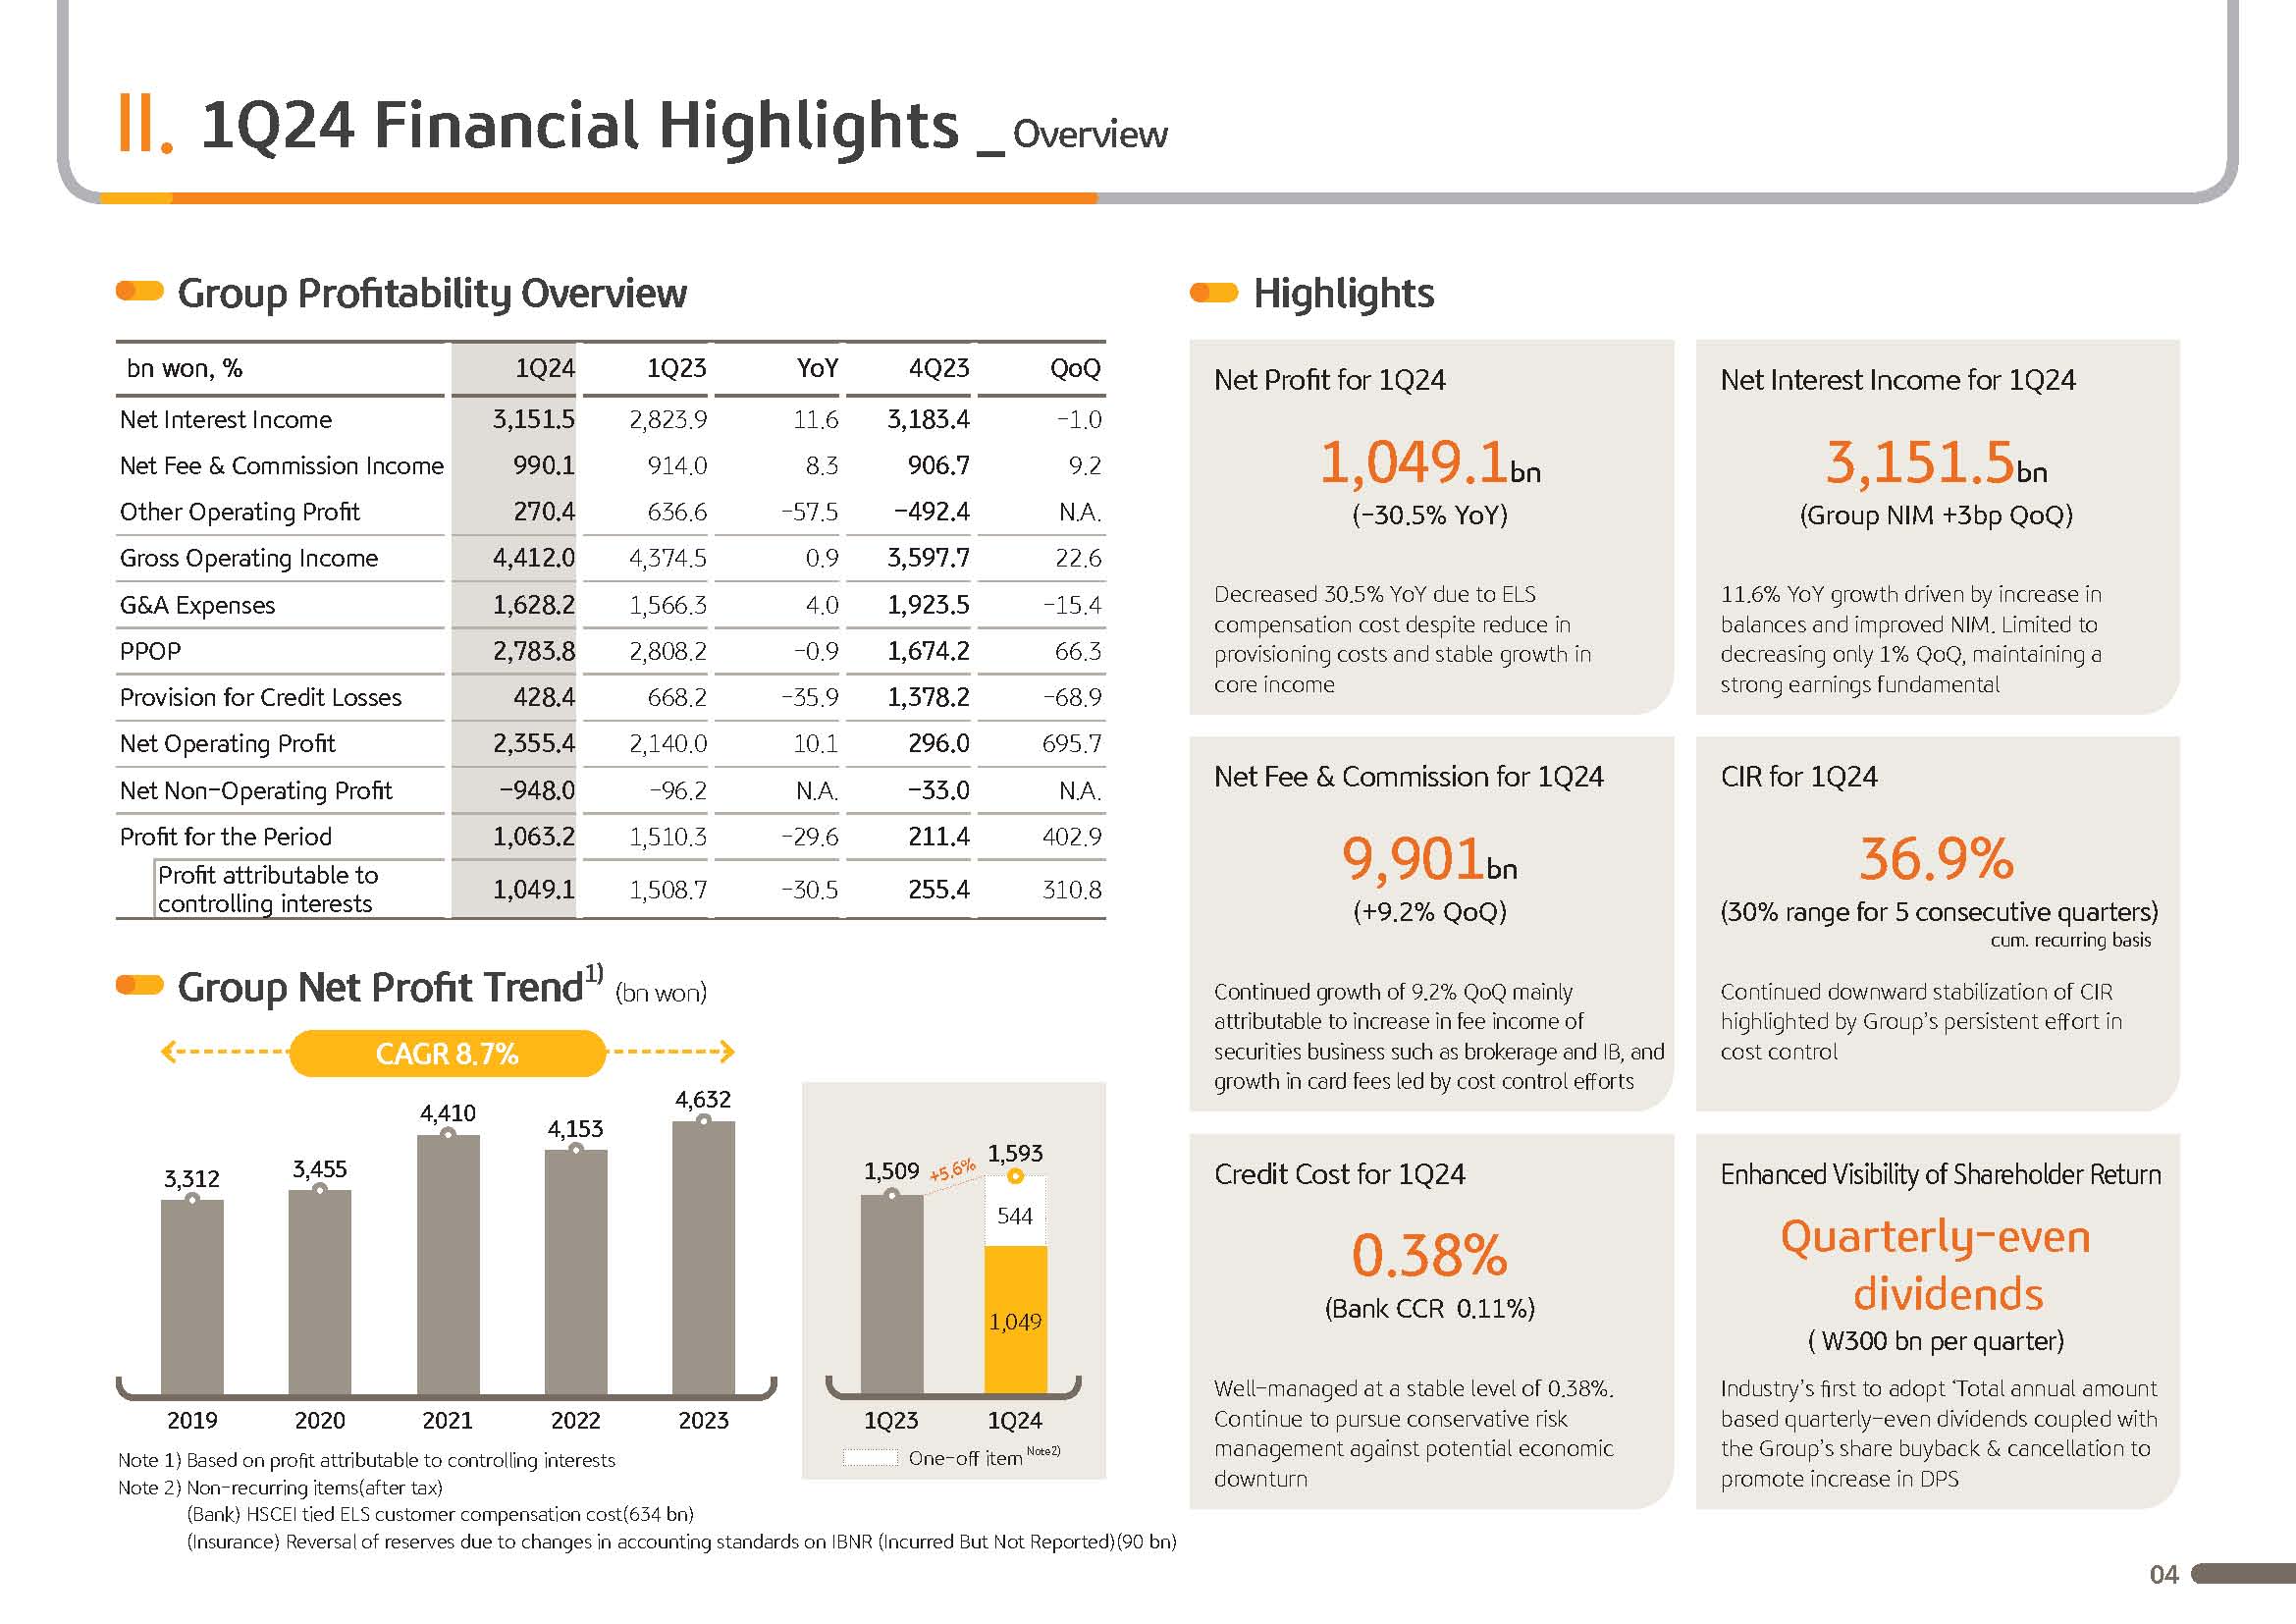 II. 1Q24 Financial Highlights _ Overview
Group Profitability Overview
bn won, % 1Q24 1Q23 YoY 4Q23 QoQ
Net Interest Income 3,151.5 2,823.9 11.6 3,183.4 -1.0
Net Fee & Commission Income 990.1 914.0 8.3 906.7 9.2
Other Operating Profit 270.4 636.6 -57.5 -492.4 N.A.
Gross Operating Income 4,412.0 4,374.5 0.9 3,597.7 22.6
G&A Expenses 1,628.2 1,566.3 4.0 1,923.5 -15.4
PPOP 2,783.8 2,808.2 -0.9 1,674.2 66.3
Provision for Credit Losses 428.4 668.2 -35.9 1,378.2 -68.9
Net Operating Profit 2,355.4 2,140.0 10.1 296.0 695.7
Net Non-Operating Profit -948.0 -96.2 N.A. -33.0 N.A.
Profit for the Period 1,063.2 1,510.3 -29.6 211.4 402.9
Profit attributable to
controlling interests 1,049.1 1,508.7 -30.5 255.4 310.8
Group Net Profit Trend1) (bn won)
CAGR 8.7%
3,312 3,455 4,410 4,153 4,632
2019 2020 2021 2022 2023
1,509 +5.6% 1,593
544
1,049
1Q23 1Q24
One-off item Note2)
Note 1) Based on profit attributable to controlling interests
Note 2) Non-recurring items(after tax)
(Bank) HSCEI tied ELS customer compensation cost(634 bn)
(Insurance) Reversal of reserves due to changes in accounting standards on IBNR (Incurred But Not Reported)(90 bn)
Highlights
Net Profit for 1Q24
1,049.1bn
(-30.5% YoY)
Decreased 30.5% YoY due to ELS
compensation cost despite reduce in
provisioning costs and stable growth in
core income
Net Interest Income for 1Q24
3,151.5bn
(Group NIM +3bp QoQ)
11.6% YoY growth driven by increase in
balances and improved NIM. Limited to
decreasing only 1% QoQ, maintaining a
strong earnings fundamental
Net Fee & Commission for 1Q24
9,901bn
(+9.2% QoQ)
Continued growth of 9.2% QoQ mainly
attributable to increase in fee income of
securities business such as brokerage and IB, and
growth in card fees led by cost control efforts
CIR for 1Q24
36.9%
(30% range for 5 consecutive quarters)
cum. recurring basis
Continued downward stabilization of CIR
highlighted by Group's persistent effort in
cost control
Credit Cost for 1Q24
0.38%
(Bank CCR 0.11%)
Well-managed at a stable level of 0.38%.
Continue to pursue conservative risk
management against potential economic
downturn
Enhanced Visibility of Shareholder Return
Quarterly-even
dividends
( W300 bn per quarter)
Industry's first to adopt 'Total annual amount
based quarterly-even dividends coupled with
the Group's share buyback & cancellation to
promote increase in DPS
04